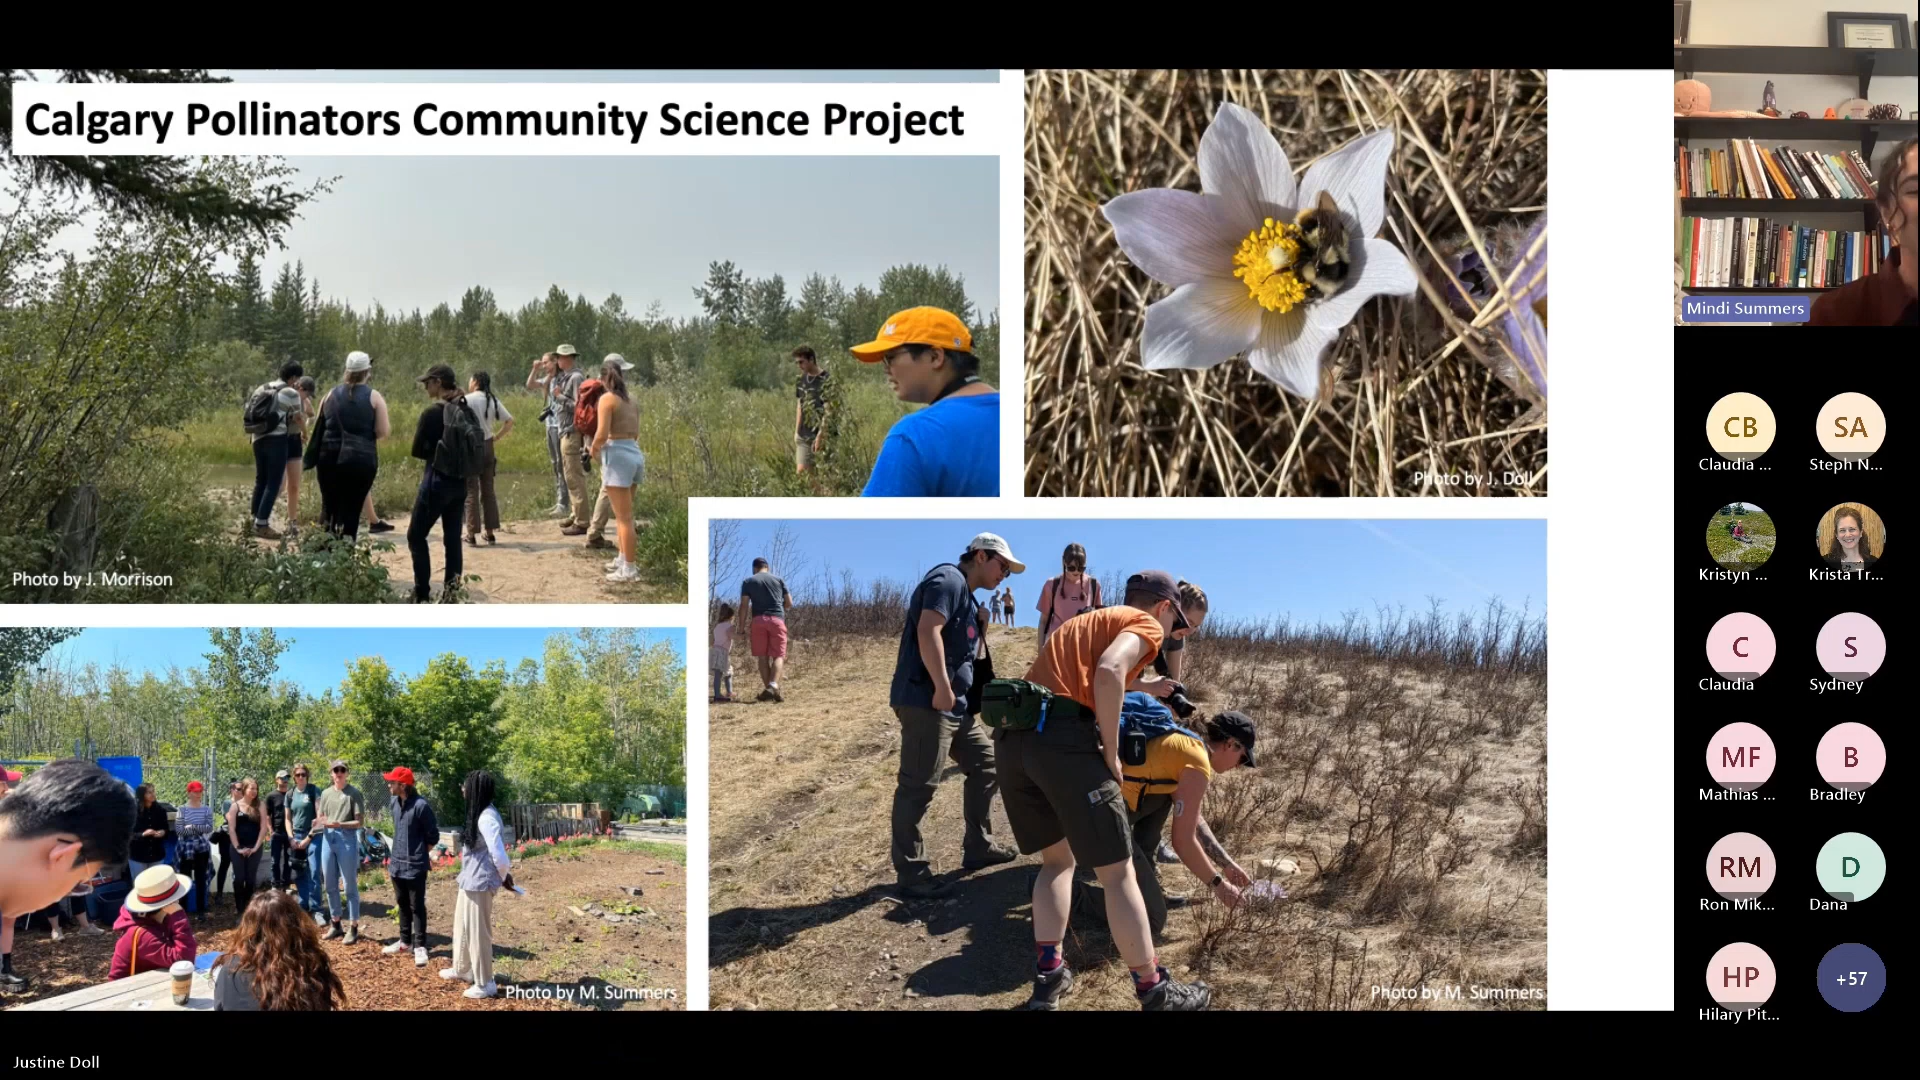 Calgary Pollinators Community Science Project
Photo by J. Doll
Photo by J. Morrison
Photo by M. Summers
Photo by M. Summers
Mindi Summers
CB
Claudia ...
SA
Steph N...
Kristyn ...
Krista Tr...
C
Claudia
S
Sydney
MF
Mathias ...
B
Bradley
RM
Ron Mik...
D
Dana
HP
Hilary Pit...
+57
Justine Doll